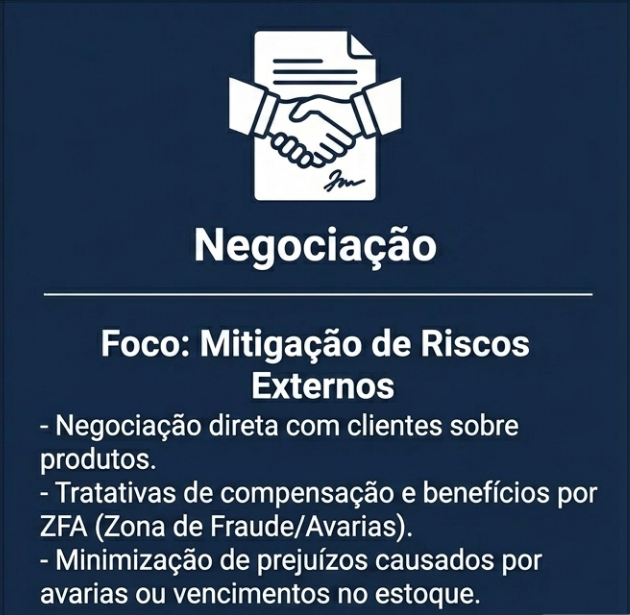 Negociação
Foco: Mitigação de Riscos
Externos
- Negociação direta com clientes sobre
produtos.
- Tratativas de compensação e benefícios por
ZFA (Zona de Fraude/Avarias).
- Minimização de prejuízos causados por
avarias ou vencimentos no estoque.